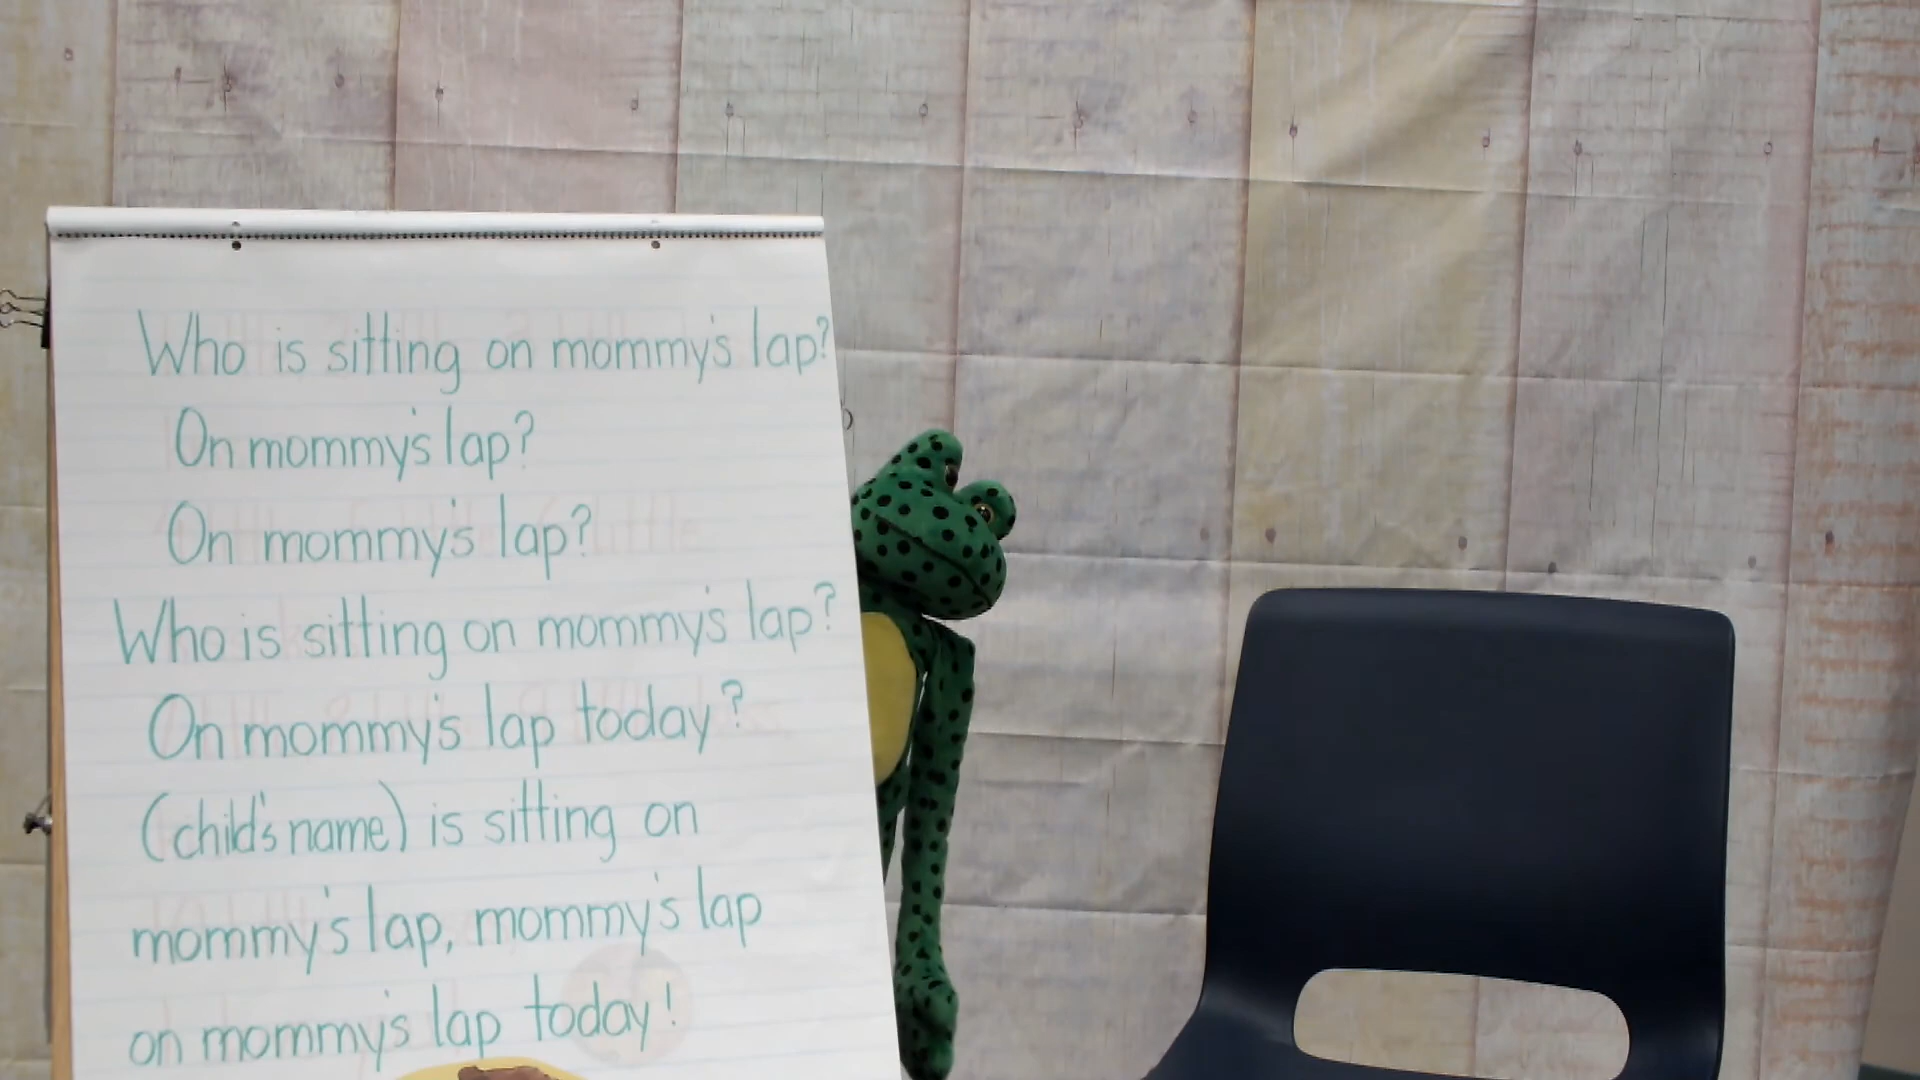 Who is sitting on mommy's lap?
On mommy's lap?
On mommy's lap?
Who is sitting on mommy's lap?
On mommy's lap today?
(child's name) is sitting on
mommy's lap, mommy's lap
on mommy's lap today!